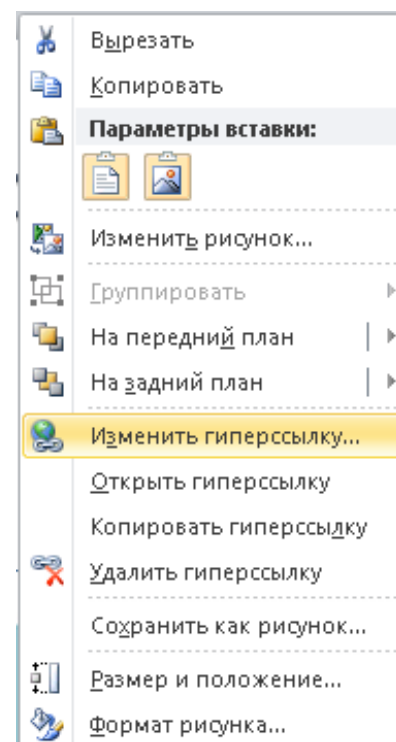 Вырезать
Копировать
Параметры вставки:
Изменить рисунок...
Группировать
На передний план
На задний план
Изменить гиперссылку...
Открыть гиперссылку
Копировать гиперссылку
Удалить гиперссылку
Сохранить как рисунок...
Размер и положение...
Формат рисунка...